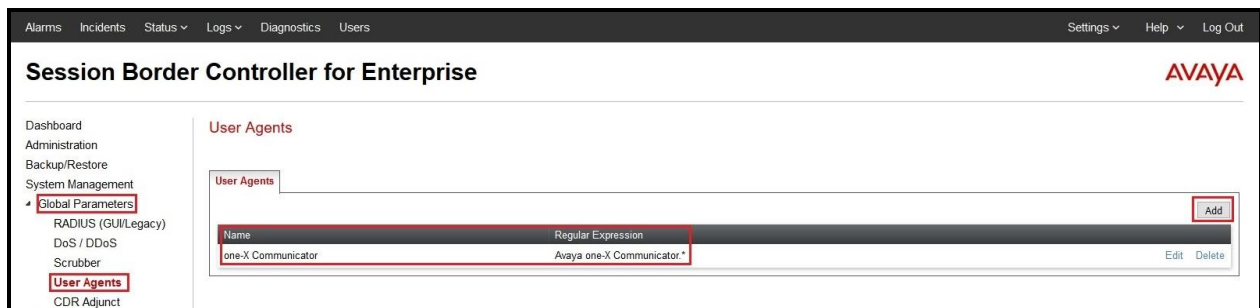 Alarms Incidents Status Logs Diagnostics Users Settings Help Log Out
Session Border Controller for Enterprise
AVAYA
Dashboard
Administration
Backup/Restore
System Management
Global Parameters
RADIUS (GUI/Legacy)
DoS / DDoS
Scrubber
User Agents
CDR Adjunct
User Agents
User Agents
Add
Name Regular Expression
one-X Communicator Avaya one-X Communicator.* Edit Delete